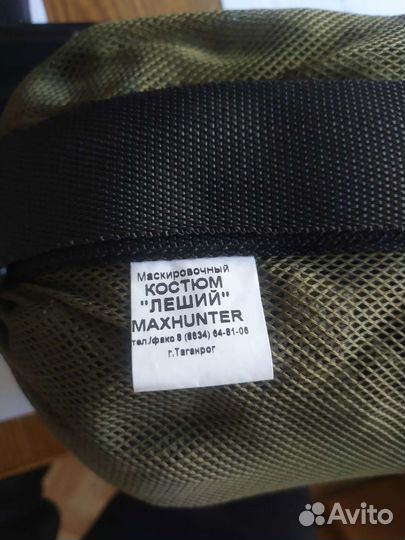 Маскировочный
КОСТЮМ
"ЛЕШИЙ"
MAXHUNTER
тел./факс 8 (8634) 64-81-06
г.Таганрог
Avito